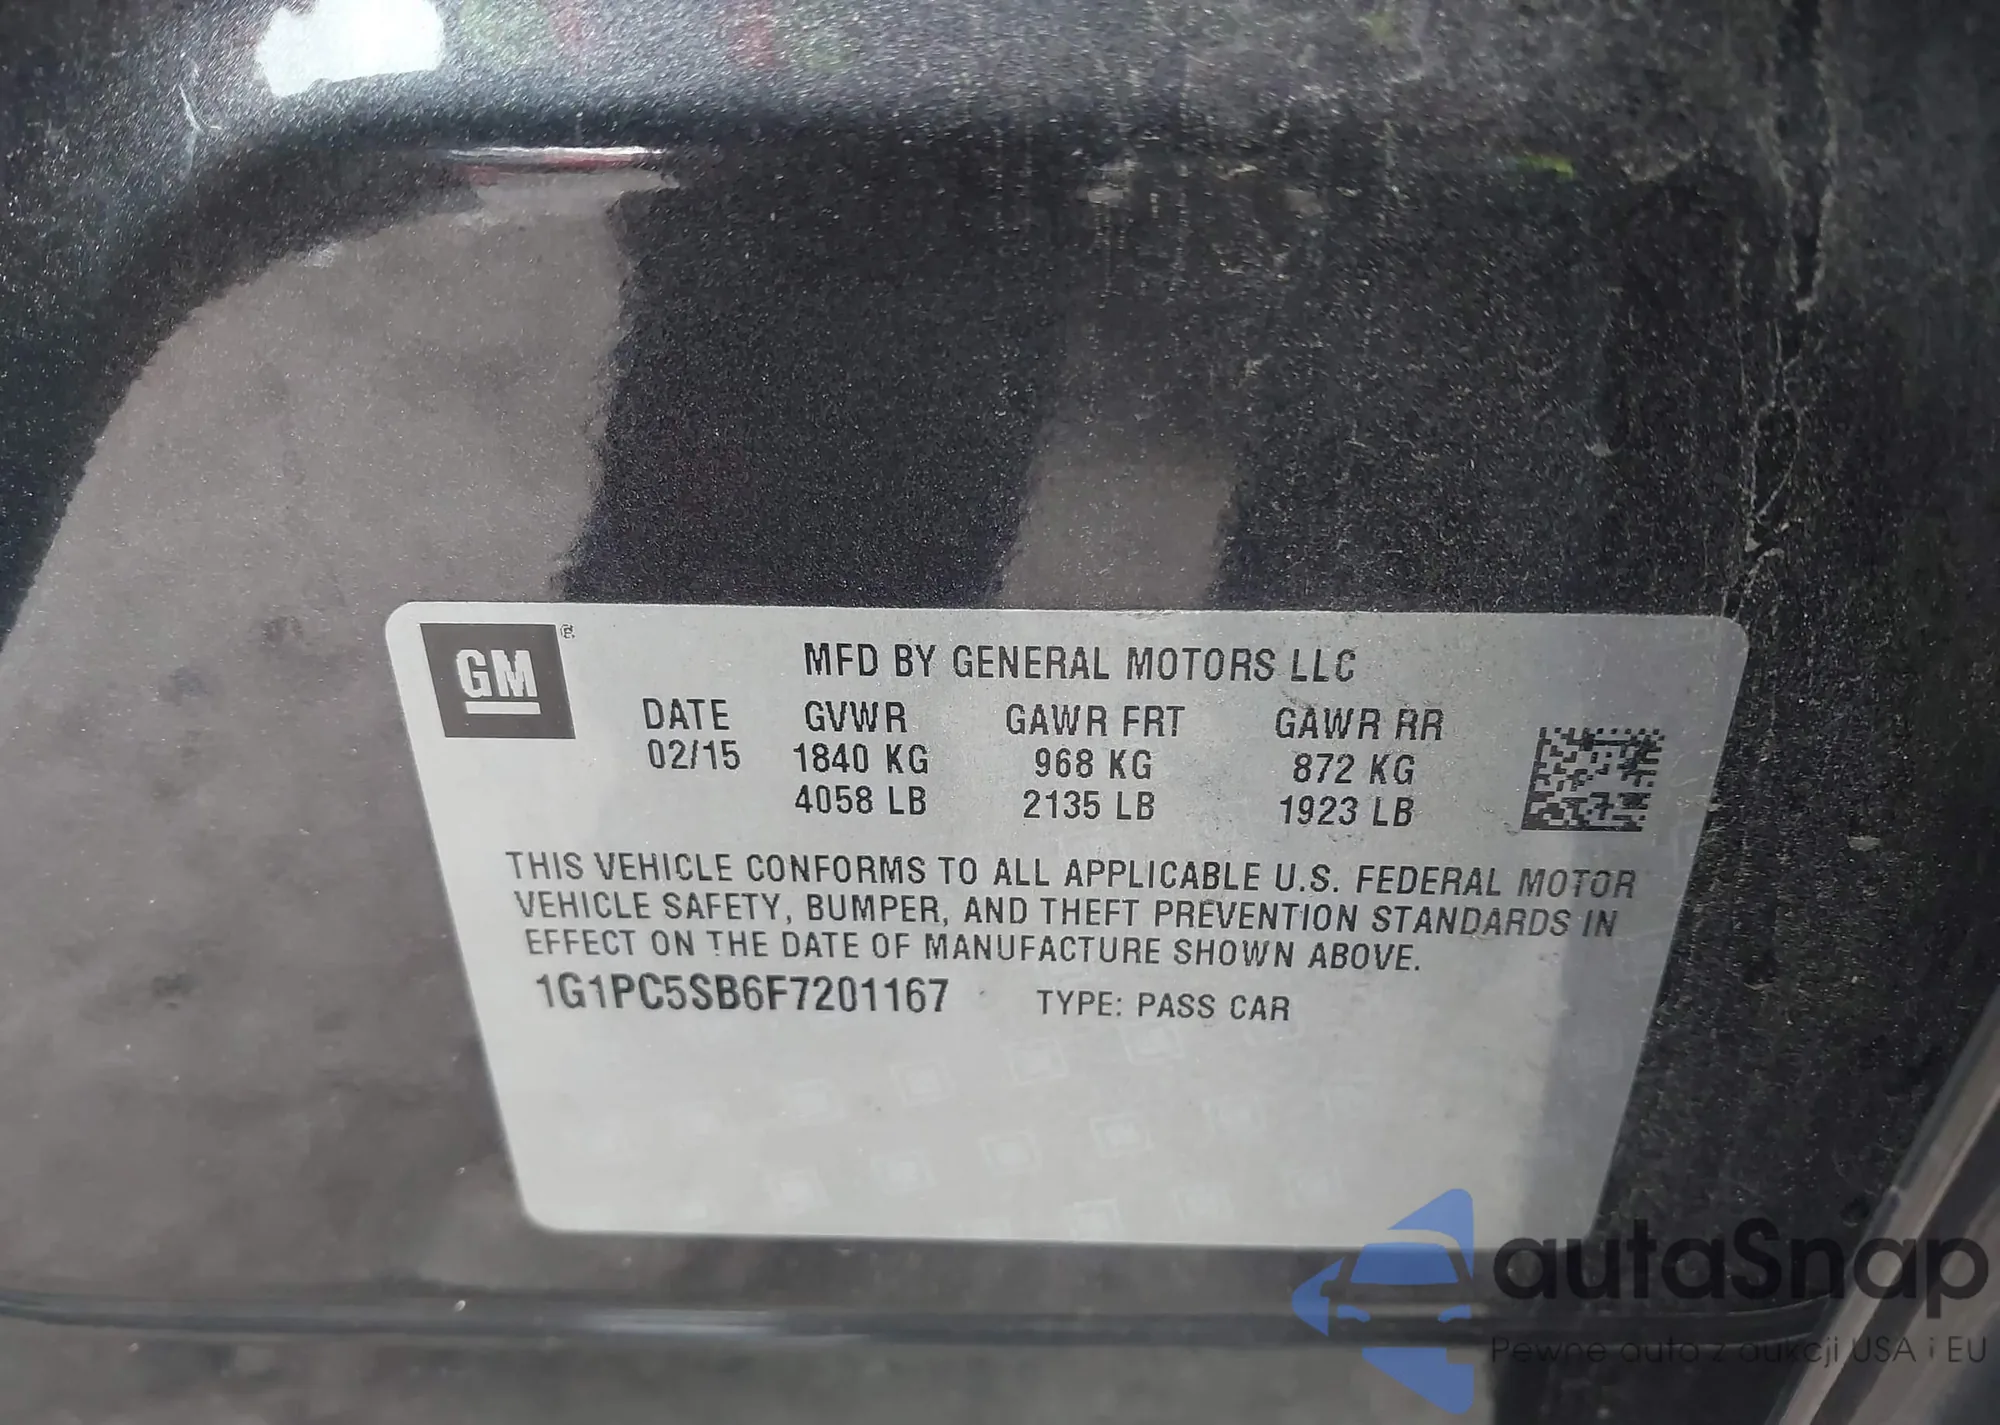 GM
MFD BY GENERAL MOTORS LLC
DATE GVWR GAWR FRT GAWR RR
02/15 1840 KG 968 KG 872 KG
4058 LB 2135 LB 1923 LB
THIS VEHICLE CONFORMS TO ALL APPLICABLE U.S. FEDERAL MOTOR
VEHICLE SAFETY, BUMPER, AND THEFT PREVENTION STANDARDS IN
EFFECT ON THE DATE OF MANUFACTURE SHOWN ABOVE.
1G1PC5SB6F7201167 TYPE: PASS CAR
autaSnap
Pewne auto z aukcji USA i EU